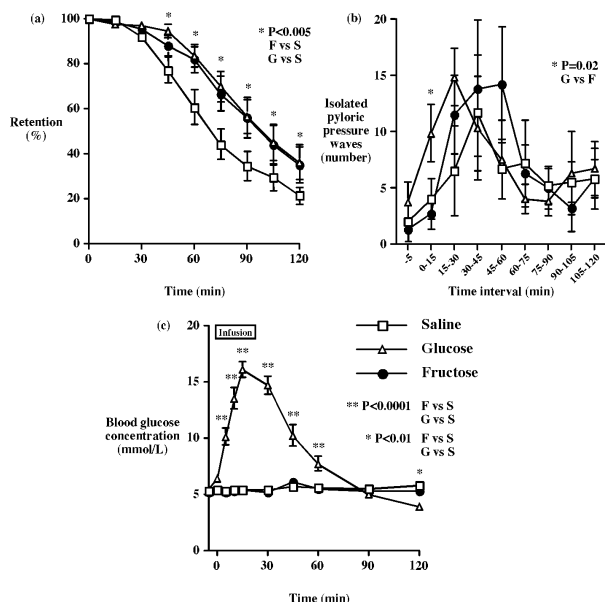 (a)
100
80
60
40
20
0
Retention
(%)
* P<0.005
F vs S
G vs S
* * * * * *
0 30 60 90 120
Time (min)
(b)
20
15
10
5
0
Isolated
pyloric
pressure
waves
(number)
* P=0.02
G vs F
*
-5 0-15 15-30 30-45 45-60 60-75 75-90 90-105 105-120
Time interval (min)
(c)
20
15
10
5
0
Infusion
Blood glucose
concentration
(mmol/L)
** ** ** ** ** ** ** *
0 30 60 90 120
Time (min)
Saline
Glucose
Fructose
** P<0.0001 F vs S
G vs S
* P<0.01 F vs S
G vs S